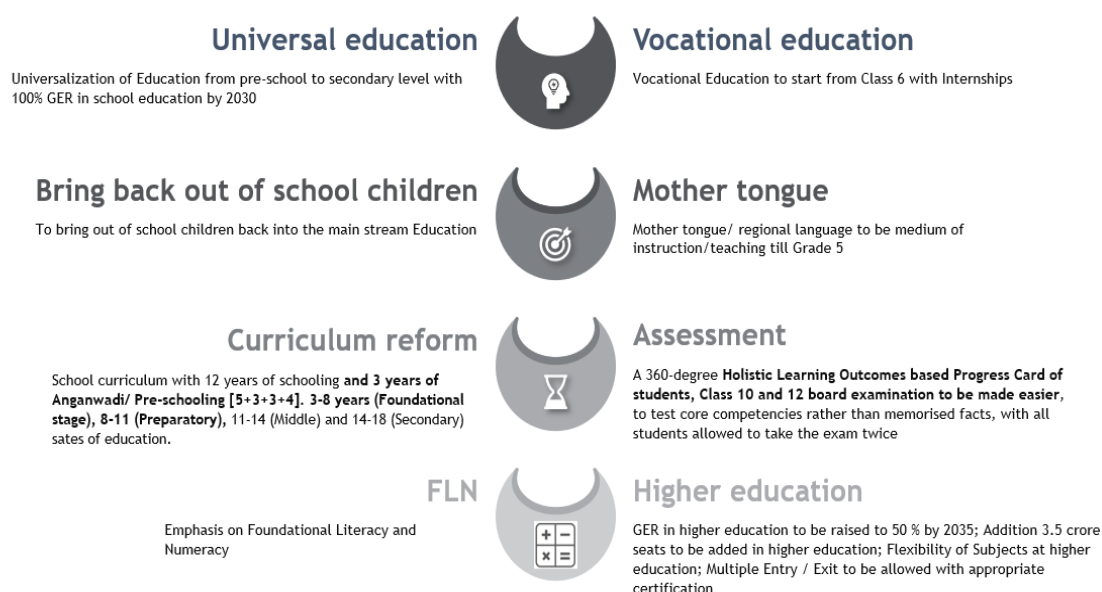 Universal education
Universalization of Education from pre-school to secondary level with
100% GER in school education by 2030
Vocational education
Vocational Education to start from Class 6 with Internships
Bring back out of school children
To bring out of school children back into the main stream Education
Mother tongue
Mother tongue/ regional language to be medium of
instruction/teaching till Grade 5
Curriculum reform
School curriculum with 12 years of schooling and 3 years of
Anganwadi/ Pre-schooling [5+3+3+4]. 3-8 years (Foundational
stage), 8-11 (Preparatory), 11-14 (Middle) and 14-18 (Secondary)
sates of education.
Assessment
A 360-degree Holistic Learning Outcomes based Progress Card of
students, Class 10 and 12 board examination to be made easier,
to test core competencies rather than memorised facts, with all
students allowed to take the exam twice
FLN
Emphasis on Foundational Literacy and
Numeracy
Higher education
GER in higher education to be raised to 50 % by 2035; Addition 3.5 crore
seats to be added in higher education; Flexibility of Subjects at higher
education; Multiple Entry / Exit to be allowed with appropriate
certification